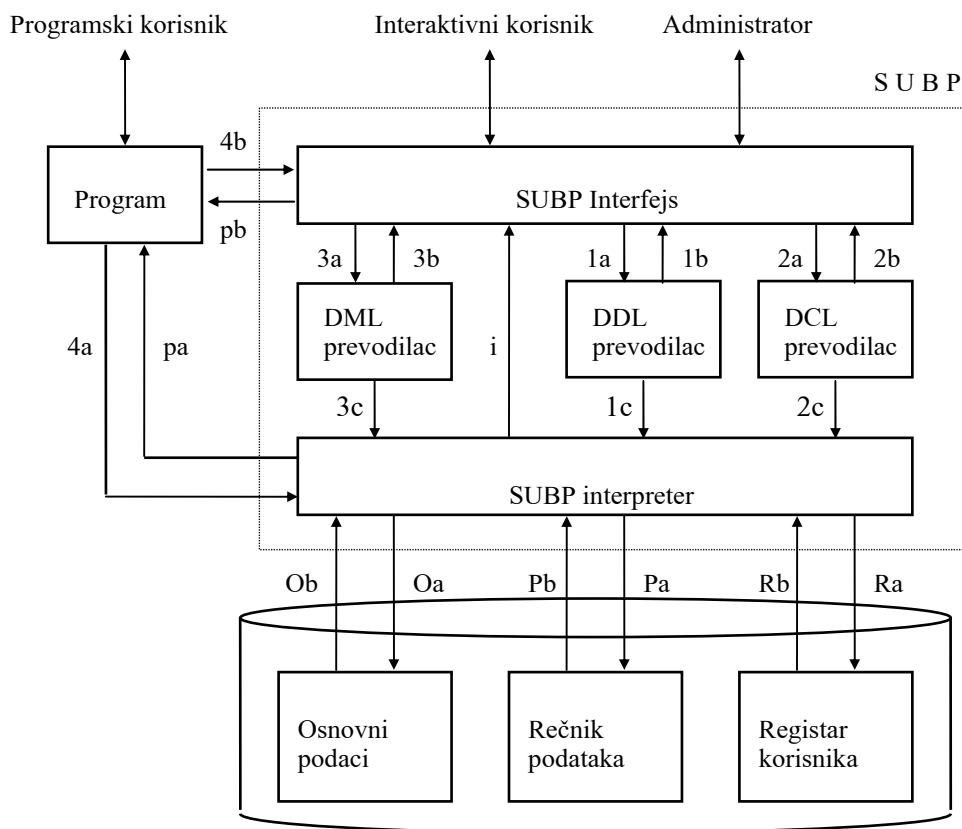 Programski korisnik Interaktivni korisnik Administrator
S U B P
4b
Program
SUBP Interfejs
pb
3a 3b 1a 1b 2a 2b
DML
prevodilac
DDL
prevodilac
DCL
prevodilac
4a pa i
3c 1c 2c
SUBP interpreter
Ob Oa Pb Pa Rb Ra
Osnovni
podaci
Rečnik
podataka
Registar
korisnika